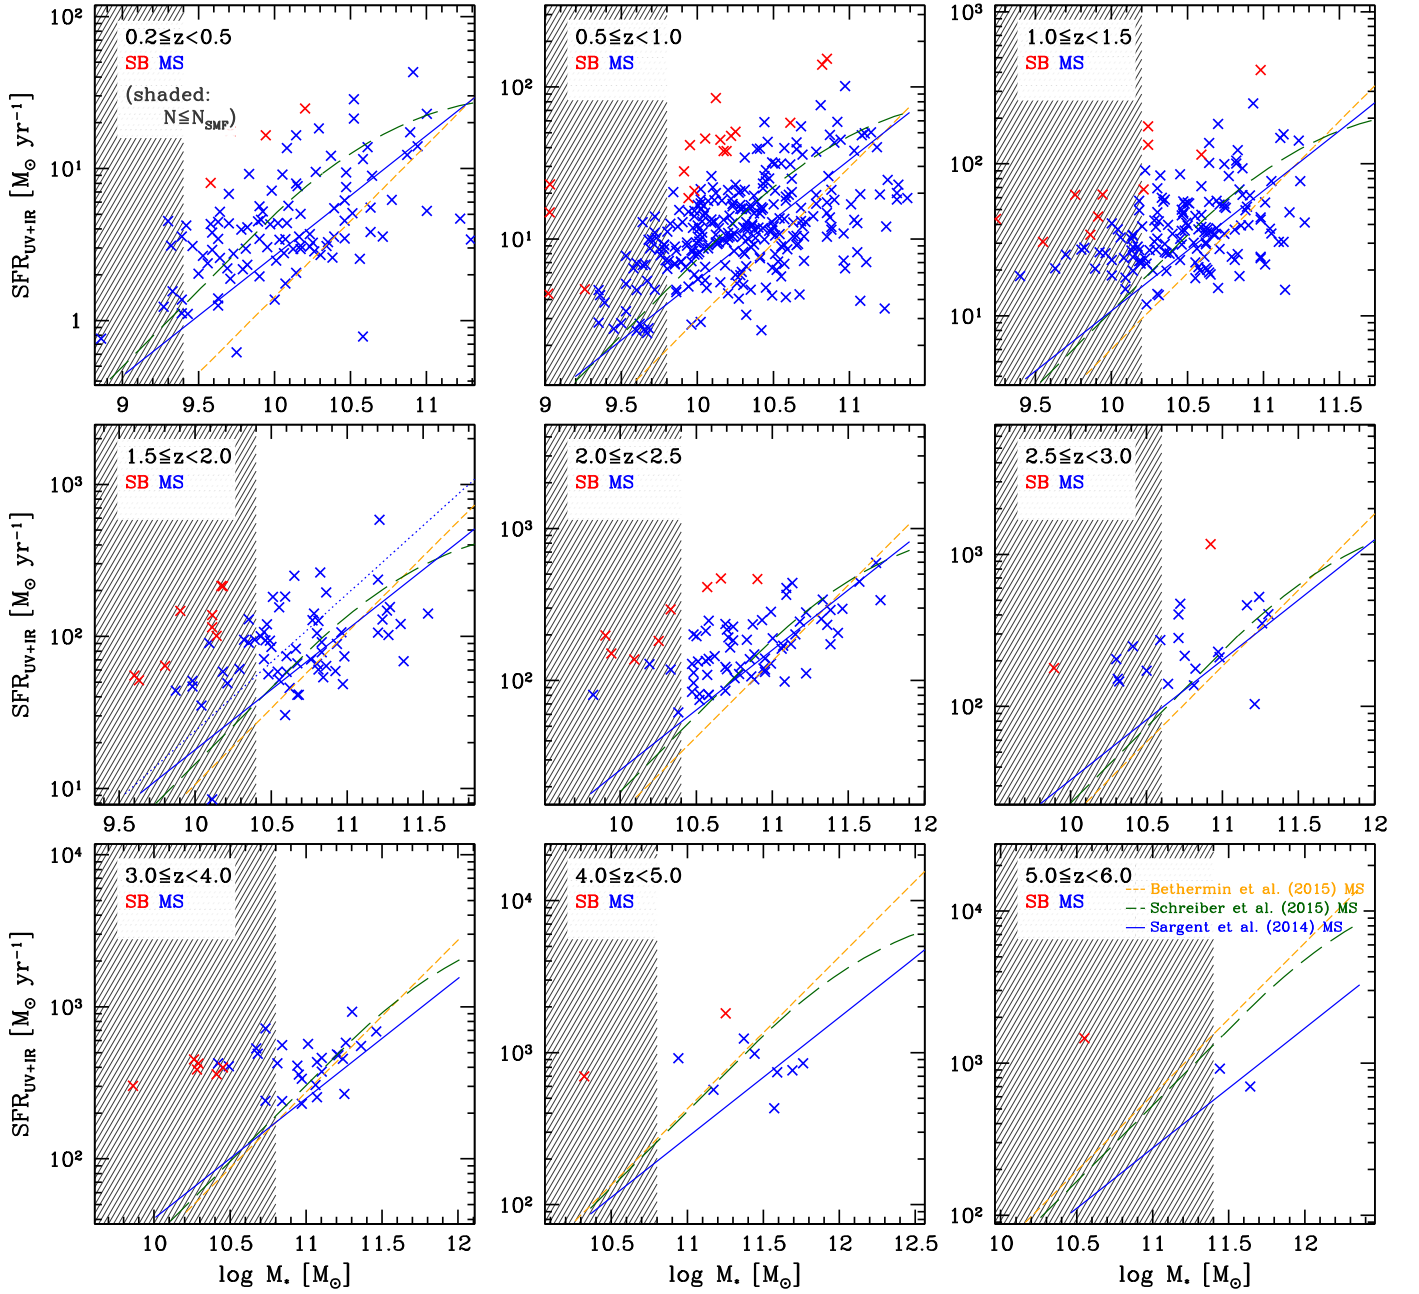 0.2≦z<0.5
SB MS
(shaded:
N≦N_SMF)
SFR_UV+IR [M⊙ yr⁻¹]
10²
10¹
1
9 9.5 10 10.5 11
0.5≦z<1.0
SB MS
10²
10¹
9 9.5 10 10.5 11
1.0≦z<1.5
SB MS
10³
10²
10¹
9.5 10 10.5 11 11.5
1.5≦z<2.0
SB MS
SFR_UV+IR [M⊙ yr⁻¹]
10³
10²
10¹
9.5 10 10.5 11 11.5
2.0≦z<2.5
SB MS
10³
10²
10 10.5 11 11.5 12
2.5≦z<3.0
SB MS
10³
10²
10 10.5 11 11.5 12
3.0≦z<4.0
SB MS
SFR_UV+IR [M⊙ yr⁻¹]
10⁴
10³
10²
10 10.5 11 11.5 12
log M⁎ [M⊙]
4.0≦z<5.0
SB MS
10⁴
10³
10²
10.5 11 11.5 12 12.5
log M⁎ [M⊙]
5.0≦z<6.0
SB MS
Bethermin et al. (2015) MS
Schreiber et al. (2015) MS
Sargent et al. (2014) MS
10⁴
10³
10²
10 10.5 11 11.5 12
log M⁎ [M⊙]